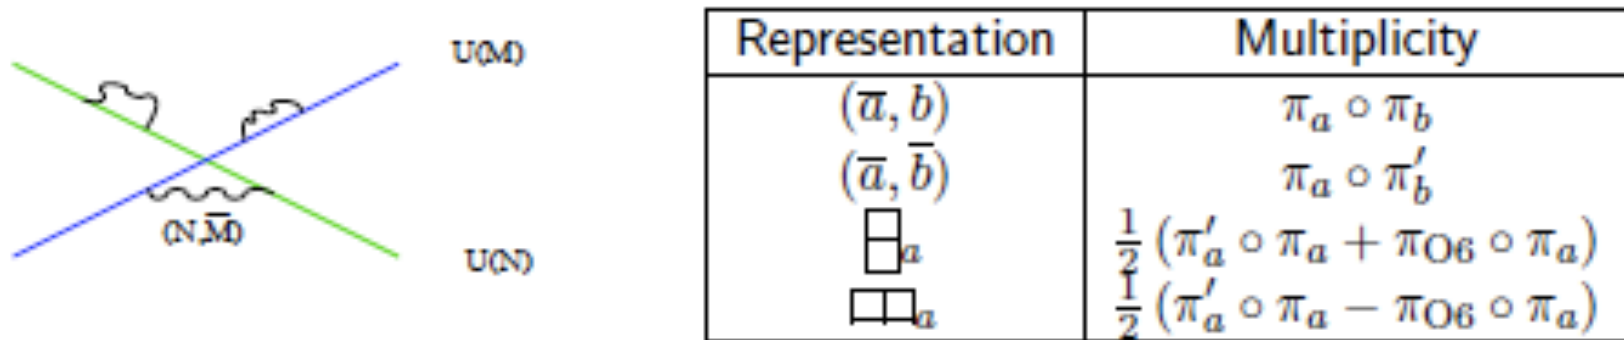 U(M)
(N,M̅)
U(N)
Representation Multiplicity
(a̅, b) π_a ∘ π_b
(a̅, b̅) π_a ∘ π′_b
a ½ (π′_a ∘ π_a + π_O6 ∘ π_a)
a ½ (π′_a ∘ π_a − π_O6 ∘ π_a)